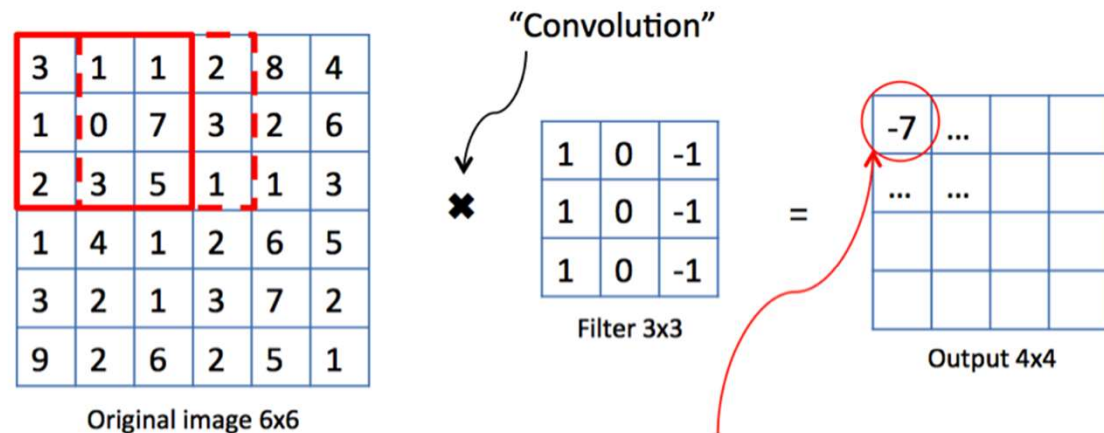 “Convolution”
3 1 1 2 8 4
1 0 7 3 2 6
2 3 5 1 1 3
1 4 1 2 6 5
3 2 1 3 7 2
9 2 6 2 5 1
Original image 6x6
1 0 -1
1 0 -1
1 0 -1
Filter 3x3
=
-7 ...
... ...
Output 4x4